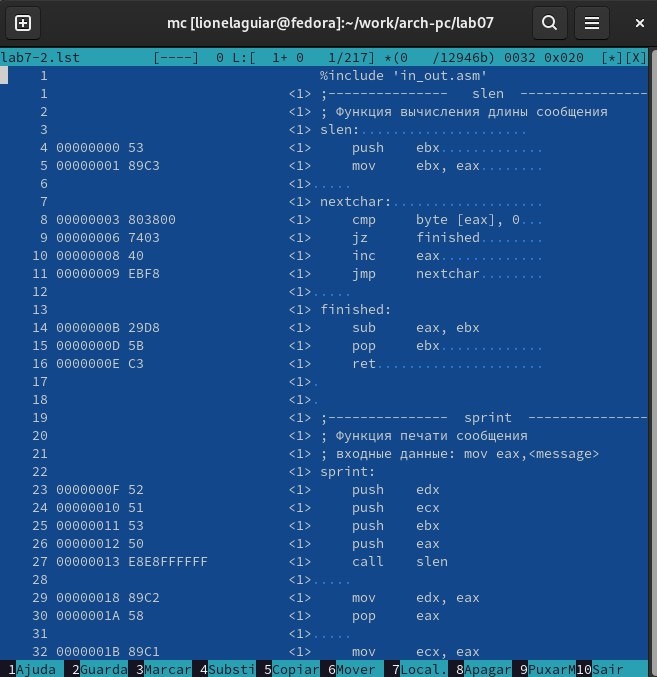 mc [lionelaguiar@fedora]:~/work/arch-pc/lab07
lab7-2.lst [----] 0 L:[ 1+ 0 1/217] *(0 /12946b) 0032 0x020 [*][X]
1 %include 'in_out.asm'
1 <1> ;--------------- slen ----------------
2 <1> ; Функция вычисления длины сообщения
3 <1> slen:.....................
4 00000000 53 <1> push ebx.............
5 00000001 89C3 <1> mov ebx, eax........
6 <1>.....
7 <1> nextchar:...................
8 00000003 803800 <1> cmp byte [eax], 0...
9 00000006 7403 <1> jz finished........
10 00000008 40 <1> inc eax.............
11 00000009 EBF8 <1> jmp nextchar........
12 <1>.....
13 <1> finished:
14 0000000B 29D8 <1> sub eax, ebx
15 0000000D 5B <1> pop ebx.............
16 0000000E C3 <1> ret.....................
17 <1>.
18 <1>.
19 <1> ;--------------- sprint ---------------
20 <1> ; Функция печати сообщения
21 <1> ; входные данные: mov eax,<message>
22 <1> sprint:
23 0000000F 52 <1> push edx
24 00000010 51 <1> push ecx
25 00000011 53 <1> push ebx
26 00000012 50 <1> push eax
27 00000013 E8E8FFFFFF <1> call slen
28 <1>.....
29 00000018 89C2 <1> mov edx, eax
30 0000001A 58 <1> pop eax
31 <1>.....
32 0000001B 89C1 <1> mov ecx, eax
1Ajuda 2Guarda 3Marcar 4Substi 5Copiar 6Mover 7Local. 8Apagar 9PuxarM 10Sair